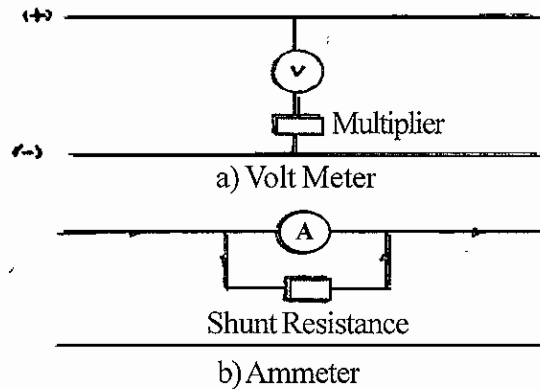 (+)
V
Multiplier
(-)
a) Volt Meter
A
Shunt Resistance
b) Ammeter